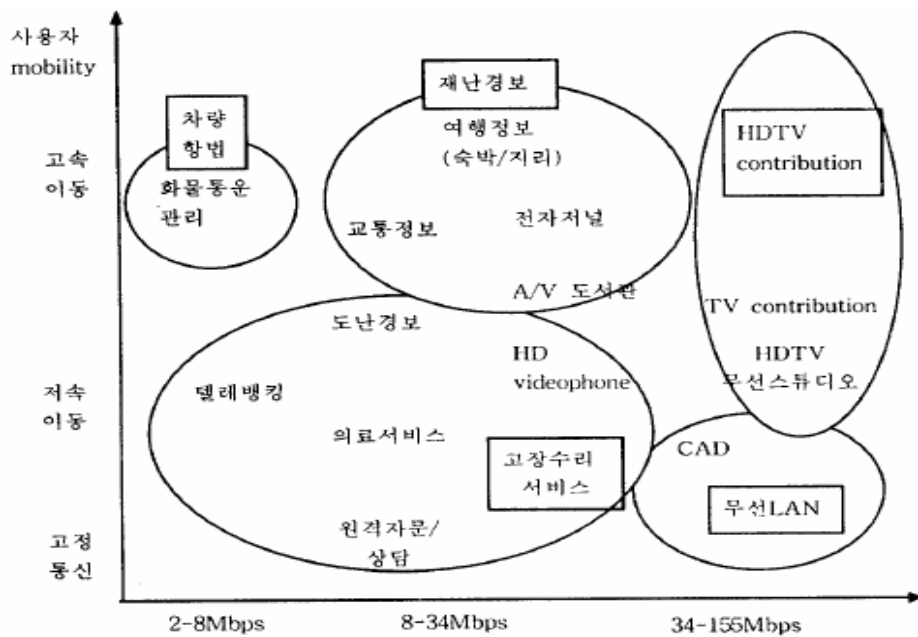 사용자
mobility
고속
이동
저속
이동
고정
통신
차량
항법
화물통운
관리
재난경보
여행정보
(숙박/지리)
교통정보
전자저널
A/V 도서관
HDTV
contribution
TV contribution
HDTV
무선스튜디오
도난경보
HD
videophone
텔레뱅킹
의료서비스
고장수리
서비스
원격자문/
상담
CAD
무선LAN
2-8Mbps
8-34Mbps
34-155Mbps